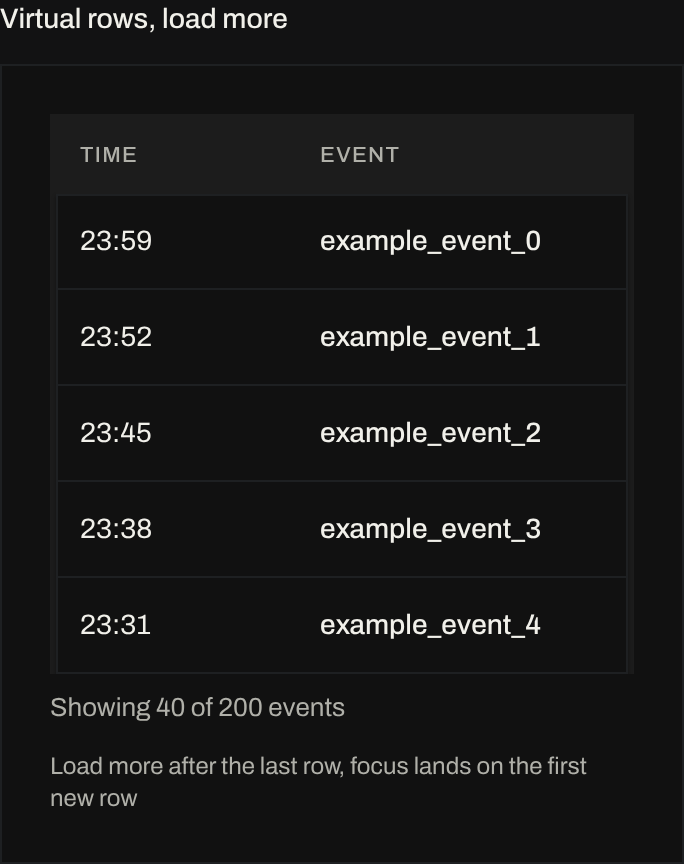 Virtual rows, load more
TIME EVENT
23:59 example_event_0
23:52 example_event_1
23:45 example_event_2
23:38 example_event_3
23:31 example_event_4
Showing 40 of 200 events
Load more after the last row, focus lands on the first
new row